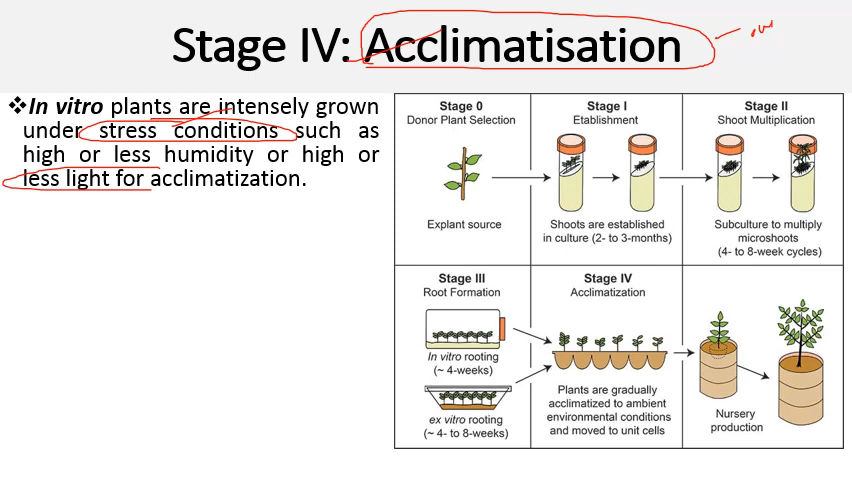 Stage IV: Acclimatisation
❖In vitro plants are intensely grown
under stress conditions such as
high or less humidity or high or
less light for acclimatization.
Stage 0
Donor Plant Selection
Explant source
Stage I
Etablishment
Shoots are established
in culture (2- to 3-months)
Stage II
Shoot Multiplication
Subculture to multiply
microshoots
(4- to 8-week cycles)
Stage III
Root Formation
In vitro rooting
(~ 4-weeks)
ex vitro rooting
(~ 4- to 8-weeks)
Stage IV
Acclimatization
Plants are gradually
acclimatized to ambient
environmental conditions
and moved to unit cells
Nursery
production